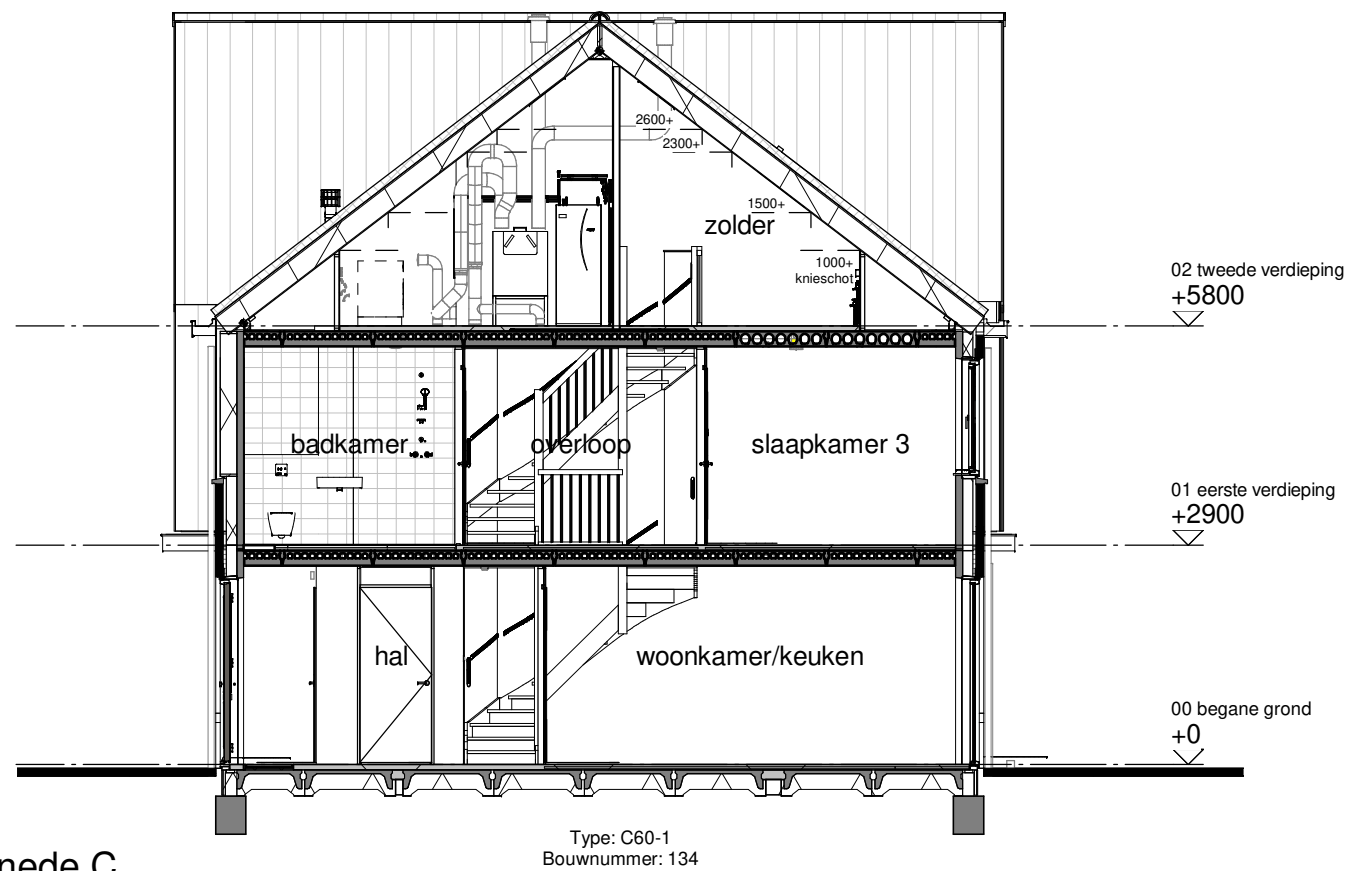 2600+
2300+
1500+
zolder
1000+
knieschot
02 tweede verdieping
+5800
badkamer
overloop
slaapkamer 3
01 eerste verdieping
+2900
hal
woonkamer/keuken
00 begane grond
+0
Type: C60-1
Bouwnummer: 134
nede C